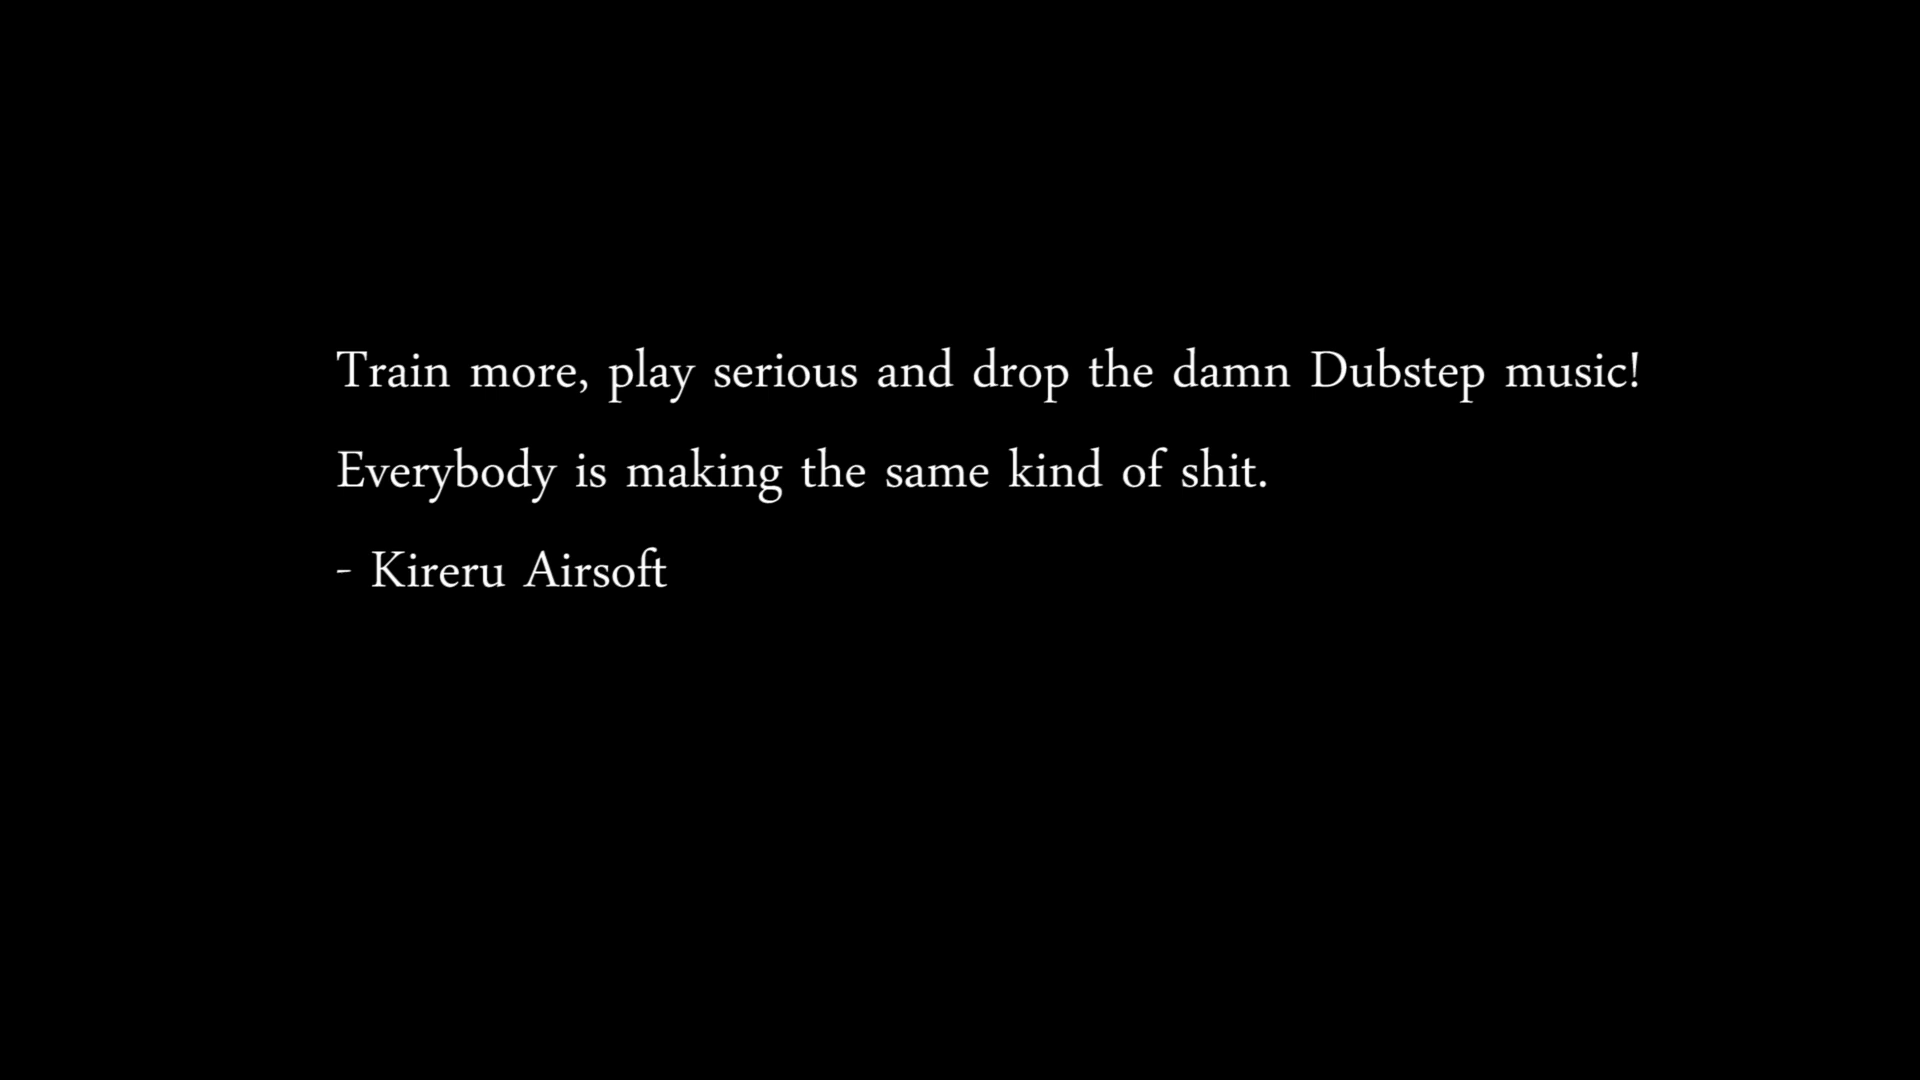 Train more, play serious and drop the damn Dubstep music!
Everybody is making the same kind of shit.
- Kireru Airsoft